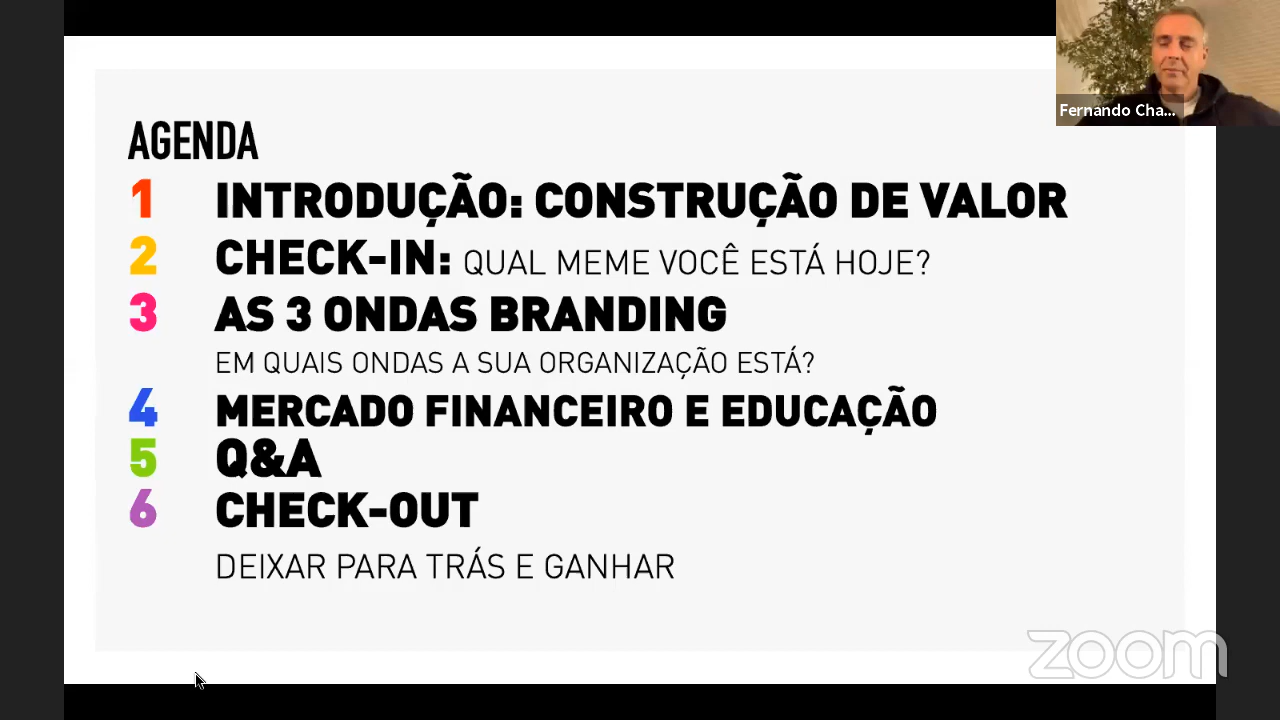 Fernando Cha...
AGENDA
1 INTRODUÇÃO: CONSTRUÇÃO DE VALOR
2 CHECK-IN: QUAL MEME VOCÊ ESTÁ HOJE?
3 AS 3 ONDAS BRANDING
EM QUAIS ONDAS A SUA ORGANIZAÇÃO ESTÁ?
4 MERCADO FINANCEIRO E EDUCAÇÃO
5 Q&A
6 CHECK-OUT
DEIXAR PARA TRÁS E GANHAR
zoom